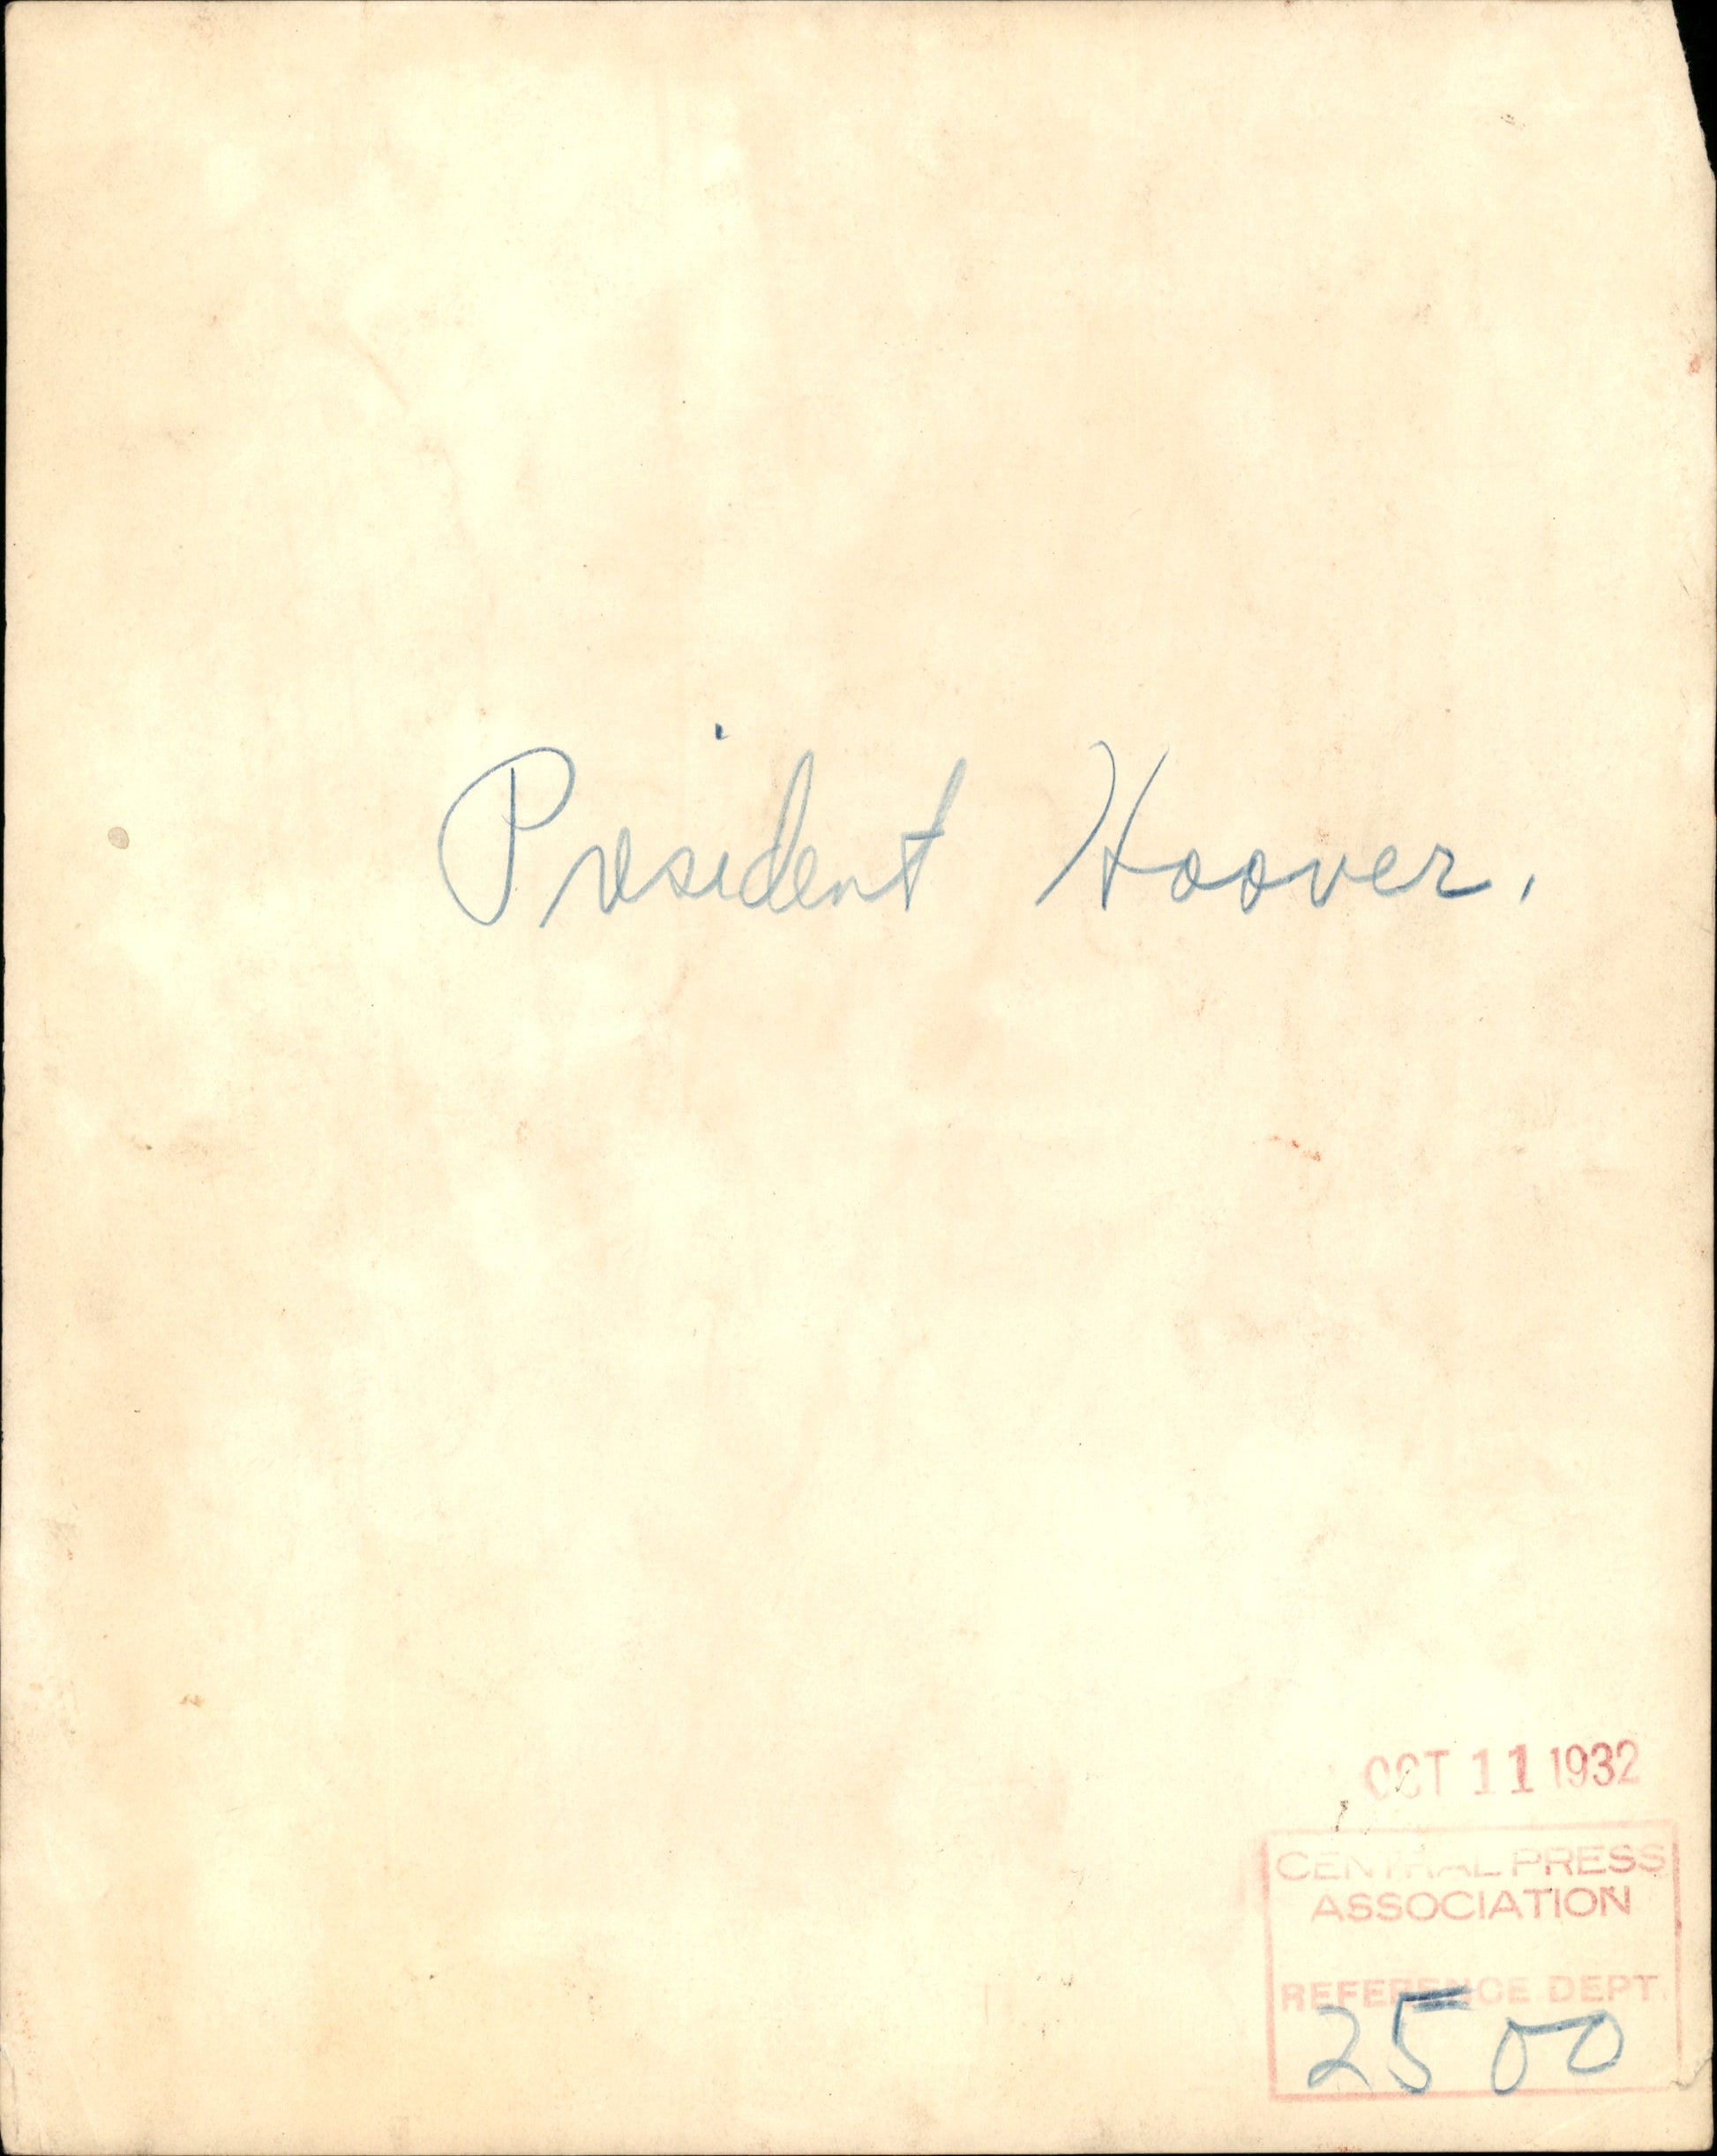 President Hoover.
OCT 11 1932
CENTRAL PRESS
ASSOCIATION
REFERENCE DEPT.
2500